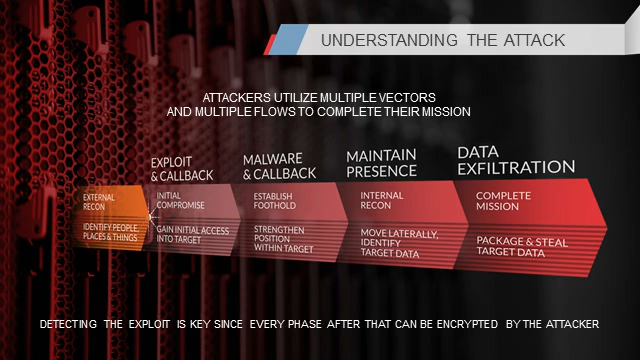 UNDERSTANDING THE ATTACK
ATTACKERS UTILIZE MULTIPLE VECTORS
AND MULTIPLE FLOWS TO COMPLETE THEIR MISSION
EXTERNAL
RECON
IDENTIFY PEOPLE,
PLACES & THINGS
EXPLOIT
& CALLBACK
INITIAL
COMPROMISE
GAIN INITIAL ACCESS
INTO TARGET
MALWARE
& CALLBACK
ESTABLISH
FOOTHOLD
STRENGTHEN
POSITION
WITHIN TARGET
MAINTAIN
PRESENCE
INTERNAL
RECON
MOVE LATERALLY,
IDENTIFY
TARGET DATA
DATA
EXFILTRATION
COMPLETE
MISSION
PACKAGE & STEAL
TARGET DATA
DETECTING THE EXPLOIT IS KEY SINCE EVERY PHASE AFTER THAT CAN BE ENCRYPTED BY THE ATTACKER